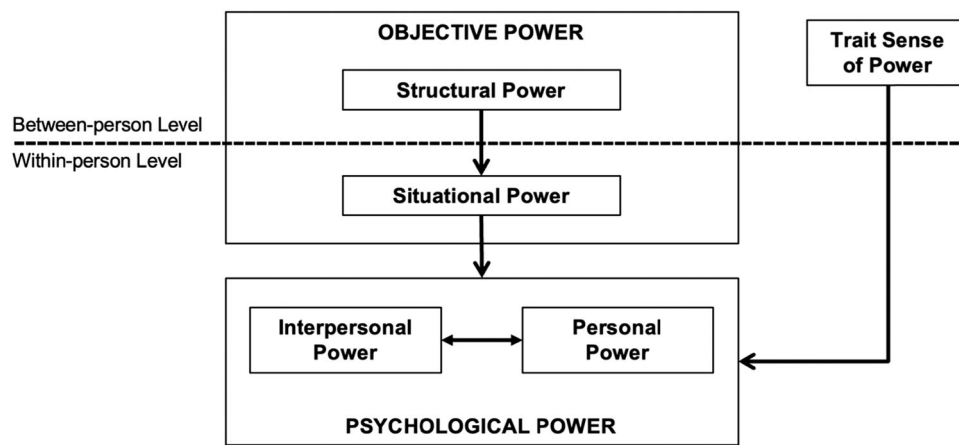 OBJECTIVE POWER
Trait Sense
of Power
Structural Power
Between-person Level
Within-person Level
Situational Power
Interpersonal
Power
Personal
Power
PSYCHOLOGICAL POWER